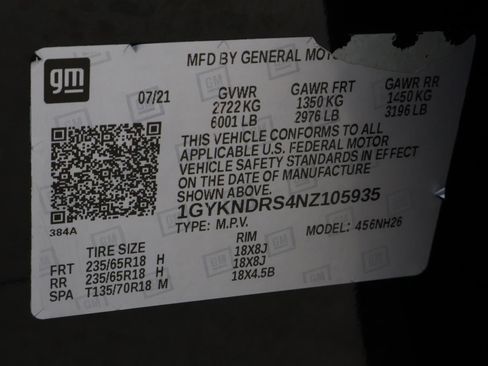 gm
MFD BY GENERAL
07/21
GVWR GAWR FRT GAWR RR
2722 KG 1350 KG 1450 KG
6001 LB 2976 LB 3196 LB
THIS VEHICLE CONFORMS TO ALL
APPLICABLE U.S. FEDERAL MOTOR
VEHICLE SAFETY STANDARDS IN EFFECT
ON THE DATE OF MANUFACTURE
SHOWN ABOVE.
384A
1GYKNDRS4NZ105935
TYPE: M.P.V. MODEL: 456NH26
TIRE SIZE RIM
FRT 235/65R18 H 18X8J
RR 235/65R18 H 18X8J
SPA T135/70R18 M 18X4.5B